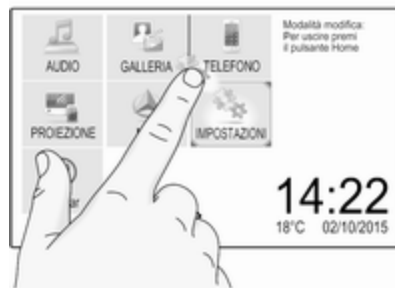 AUDIO
GALLERIA
TELEFONO
Modalità modifica:
Per uscire premi
il pulsante Home
PROIEZIONE
IMPOSTAZIONI
14:22
18°C 02/10/2015